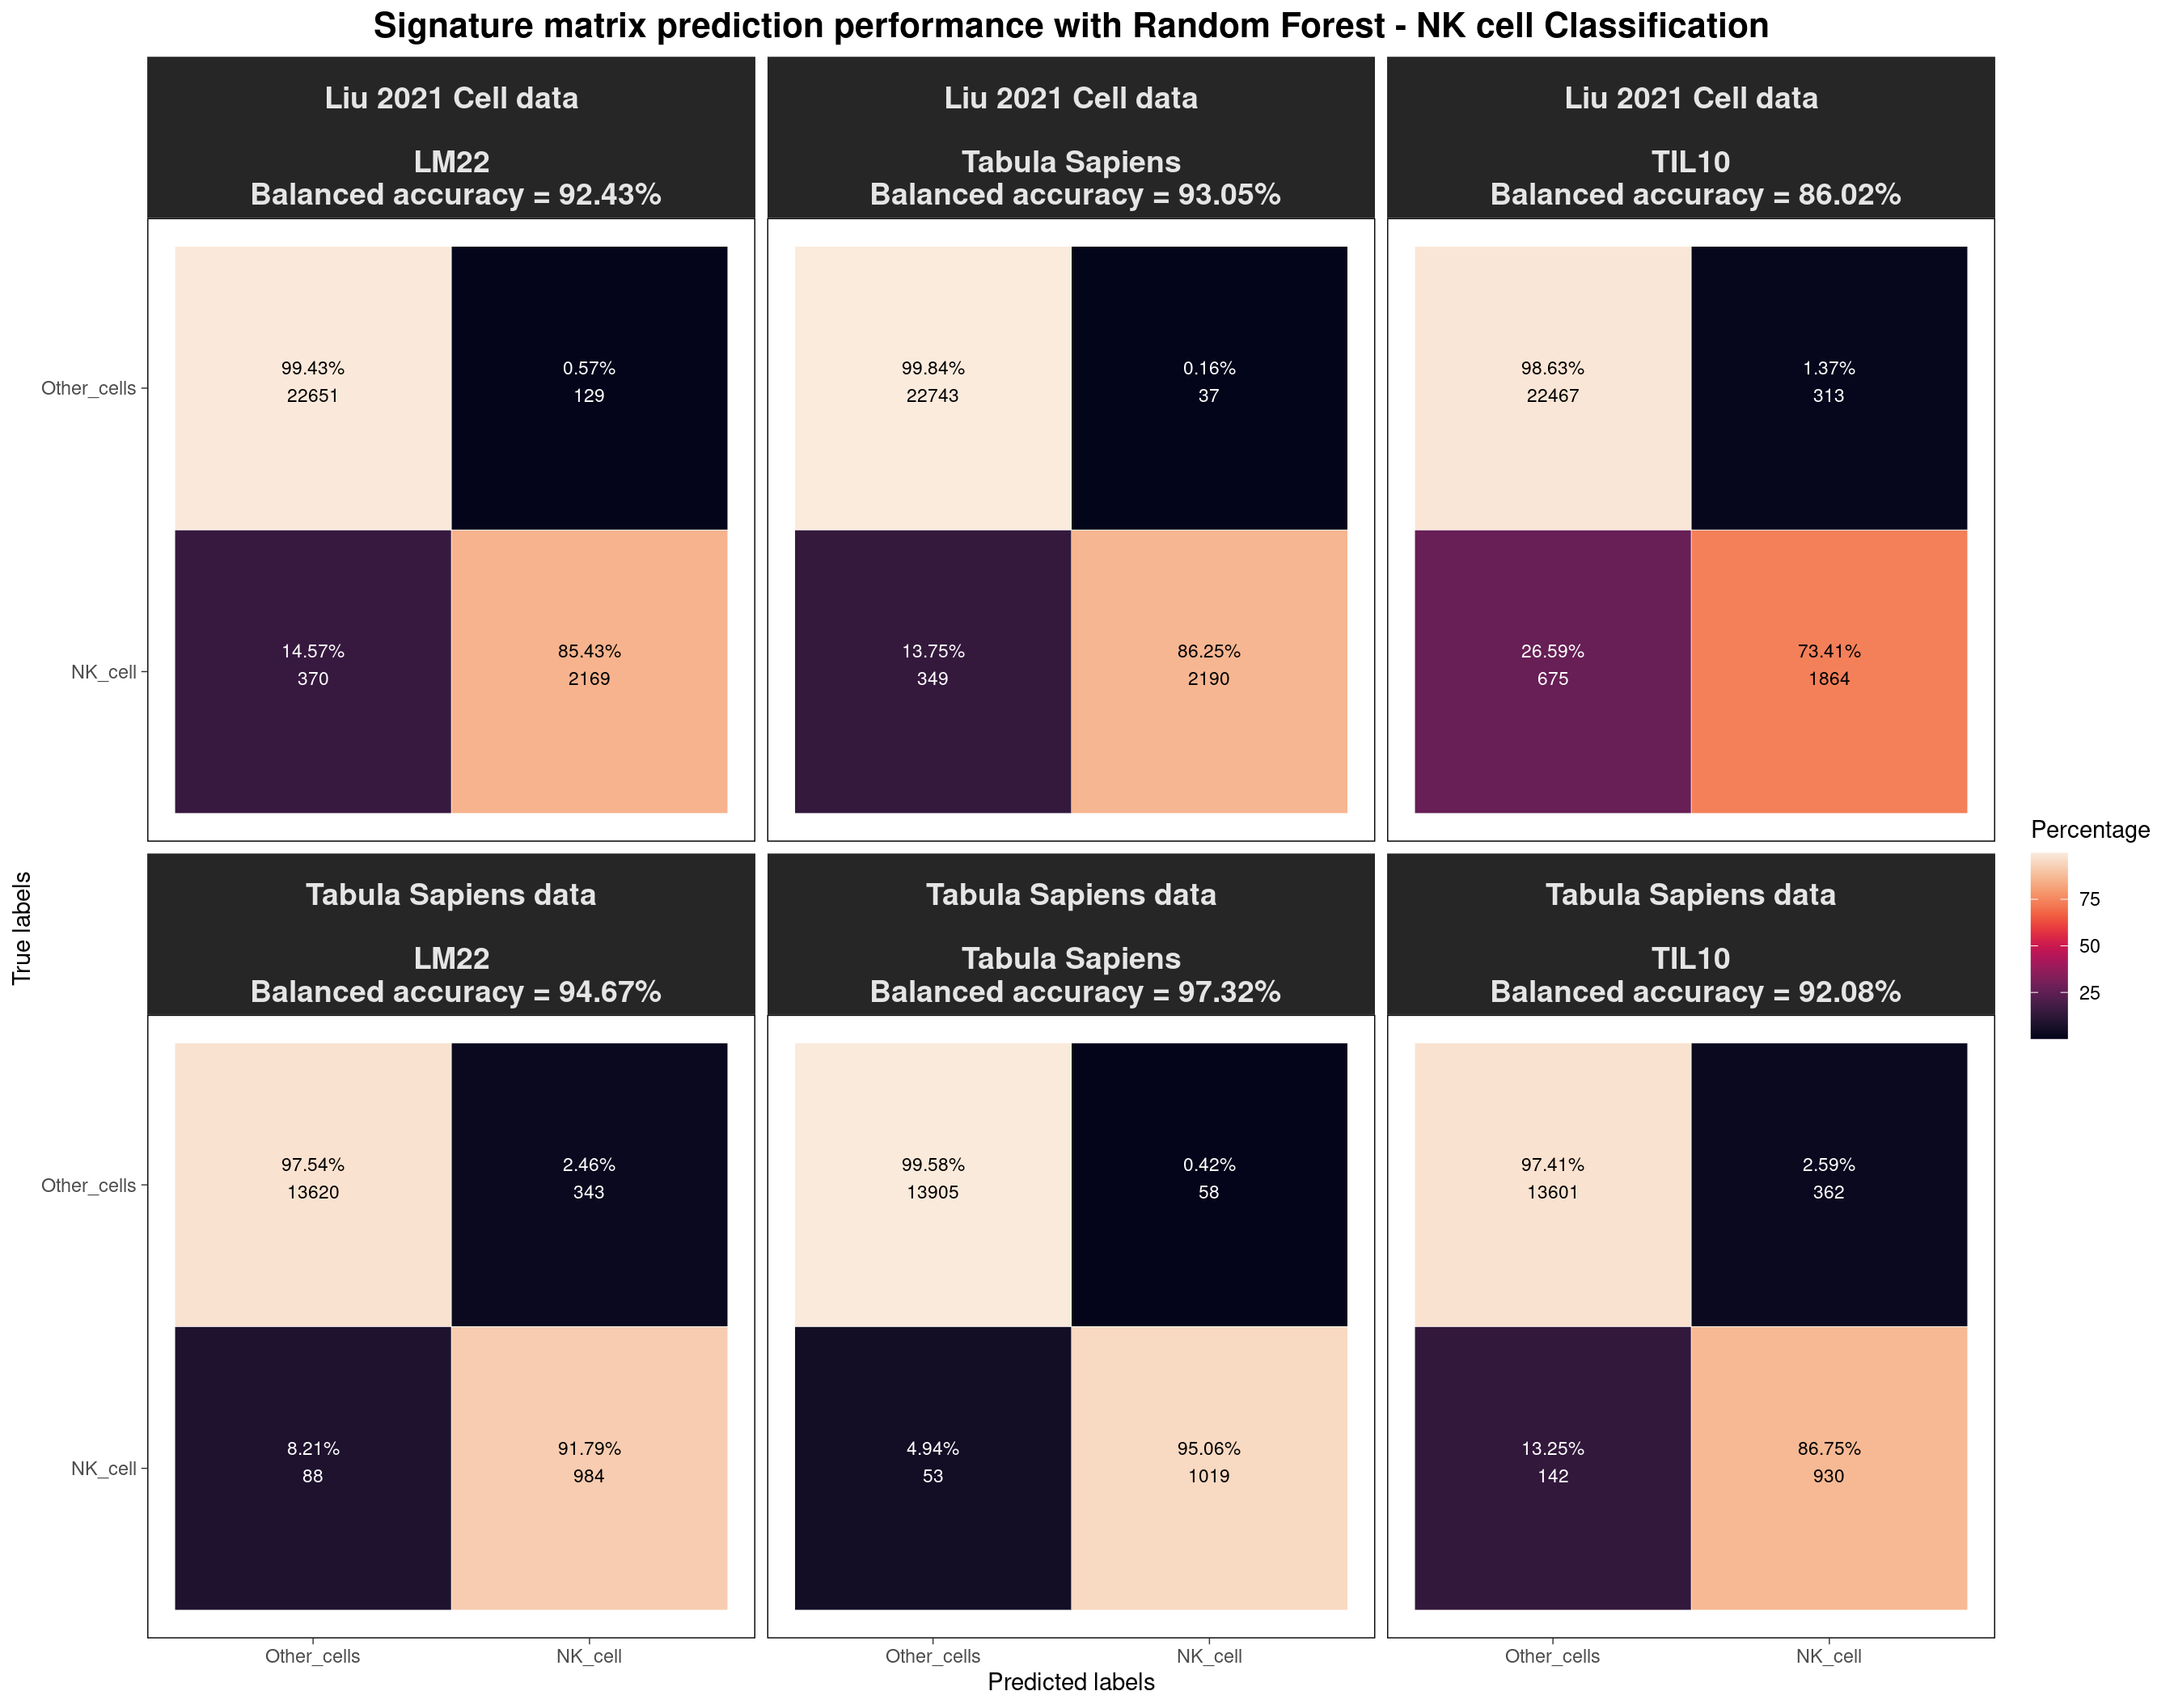 Signature matrix prediction performance with Random Forest - NK cell Classification
Liu 2021 Cell data
LM22
Balanced accuracy = 92.43%
Liu 2021 Cell data
Tabula Sapiens
Balanced accuracy = 93.05%
Liu 2021 Cell data
TIL10
Balanced accuracy = 86.02%
True labels
Other_cells
NK_cell
99.43%
22651
0.57%
129
14.57%
370
85.43%
2169
99.84%
22743
0.16%
37
13.75%
349
86.25%
2190
98.63%
22467
1.37%
313
26.59%
675
73.41%
1864
Tabula Sapiens data
LM22
Balanced accuracy = 94.67%
Tabula Sapiens data
Tabula Sapiens
Balanced accuracy = 97.32%
Tabula Sapiens data
TIL10
Balanced accuracy = 92.08%
Other_cells
NK_cell
97.54%
13620
2.46%
343
8.21%
88
91.79%
984
99.58%
13905
0.42%
58
4.94%
53
95.06%
1019
97.41%
13601
2.59%
362
13.25%
142
86.75%
930
Other_cells
NK_cell
Other_cells
NK_cell
Other_cells
NK_cell
Predicted labels
Percentage
75
50
25